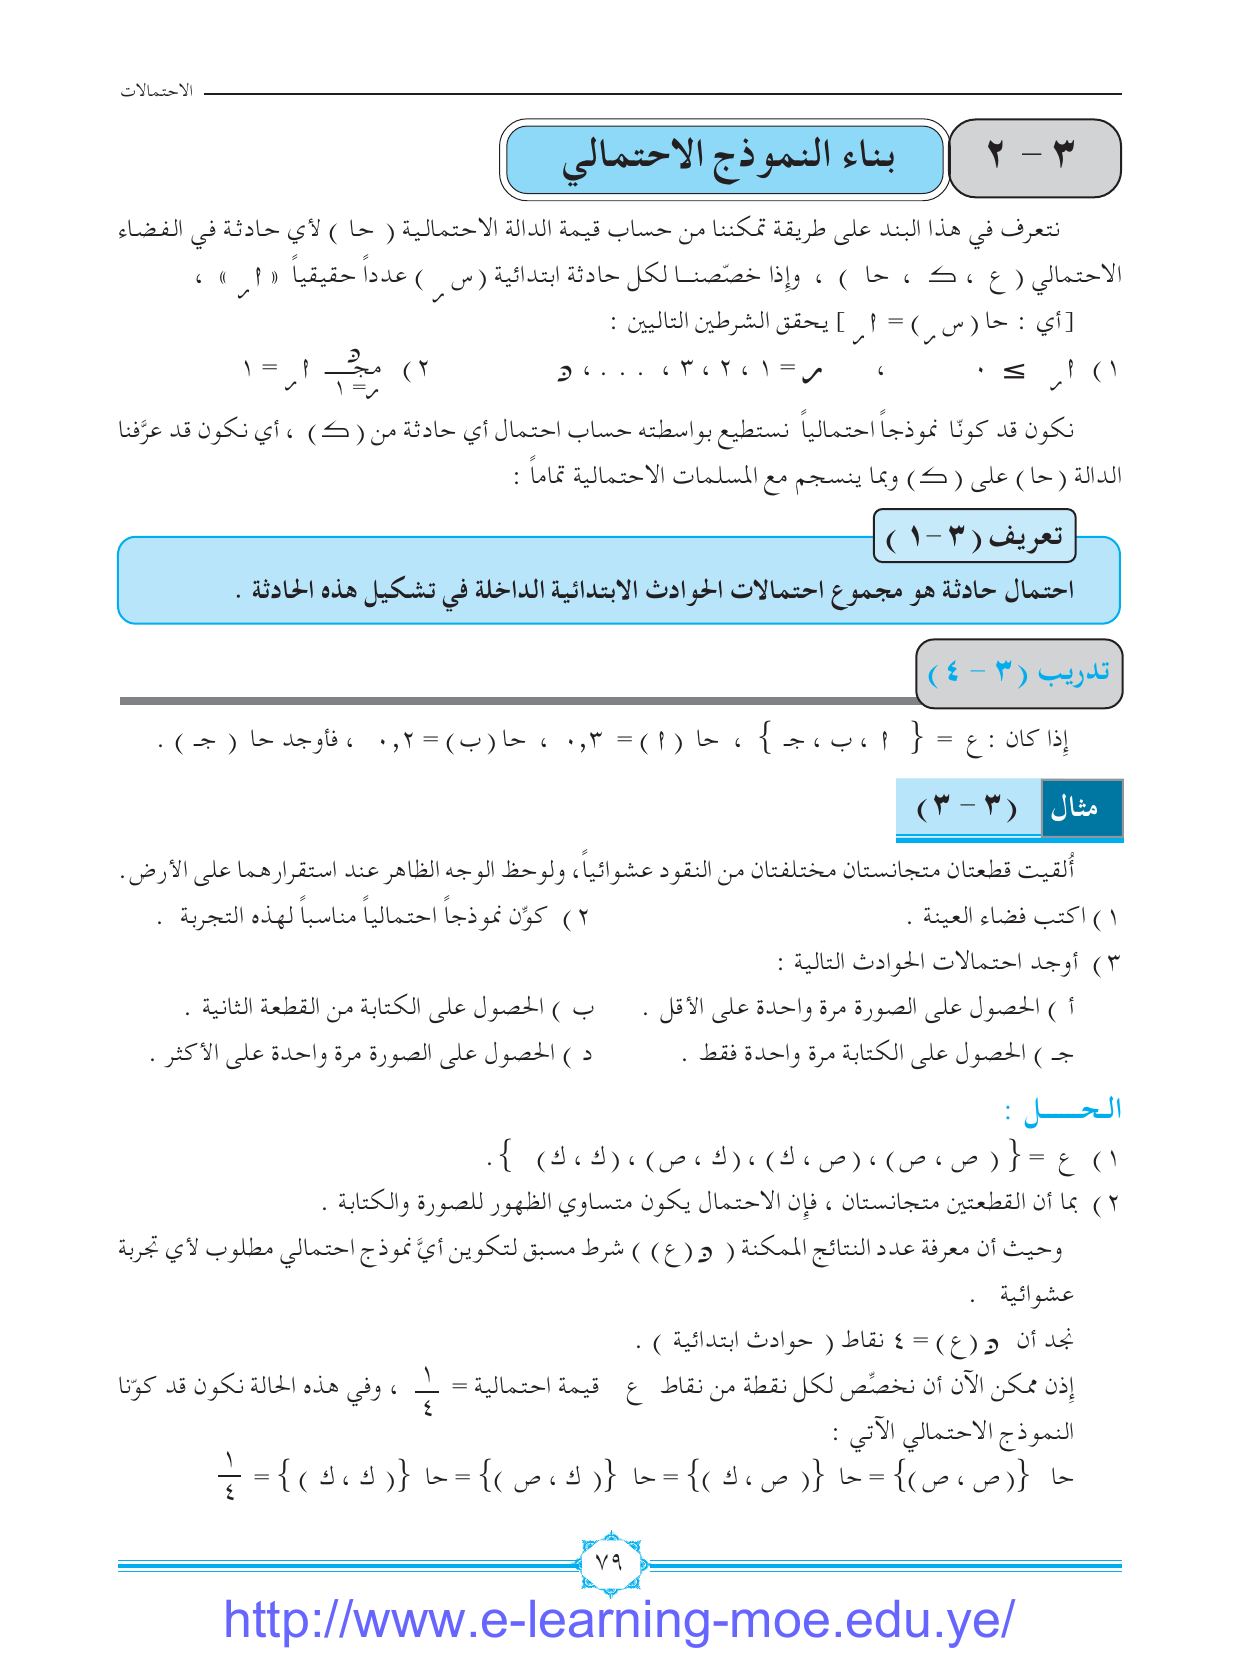 الاحتمالات
٣ – ٢ بناء النموذج الاحتمالي
نتعرف في هذا البند على طريقة تمكننا من حساب قيمة الدالة الاحتمالية ( حا ) لأي حادثة في الفضاء
الاحتمالي ( ع ، ك ، حا ) ، وإذا خصّصنا لكل حادثة ابتدائية ( س ر ) عدداً حقيقياً « ا ر » ،
[ أي : حا ( س ر ) = ا ر ] يحقق الشرطين التاليين :
١ ) ا ر ≥ ٠ ، ر = ١ ، ٢ ، ٣ ، . . . ، ن ٢ ) مجـ ن ر = ١ ا ر = ١
نكون قد كونّا نموذجاً احتمالياً نستطيع بواسطته حساب احتمال أي حادثة من ( ك ) ، أي نكون قد عرَّفنا
الدالة ( حا ) على ( ك ) وبما ينسجم مع المسلمات الاحتمالية تماماً :
تعريف ( ٣ – ١ )
احتمال حادثة هو مجموع احتمالات الحوادث الابتدائية الداخلة في تشكيل هذه الحادثة .
تدريب ( ٣ – ٤ )
إذا كان : ع = { ا ، ب ، جـ } ، حا ( ا ) = ٠,٣ ، حا ( ب ) = ٠,٢ ، فأوجد حا ( جـ ) .
مثال ( ٣ – ٣ )
أُلقيت قطعتان متجانستان مختلفتان من النقود عشوائياً، ولوحظ الوجه الظاهر عند استقرارهما على الأرض.
١ ) اكتب فضاء العينة . ٢ ) كوِّن نموذجاً احتمالياً مناسباً لهذه التجربة .
٣ ) أوجد احتمالات الحوادث التالية :
أ ) الحصول على الصورة مرة واحدة على الأقل . ب ) الحصول على الكتابة من القطعة الثانية .
جـ ) الحصول على الكتابة مرة واحدة فقط . د ) الحصول على الصورة مرة واحدة على الأكثر .
الـحـــــل :
١ ) ع = { ( ص ، ص ) ، ( ص ، ك ) ، ( ك ، ص ) ، ( ك ، ك ) } .
٢ ) بما أن القطعتين متجانستان ، فإن الاحتمال يكون متساوي الظهور للصورة والكتابة .
وحيث أن معرفة عدد النتائج الممكنة ( ن ( ع ) ) شرط مسبق لتكوين أيَّ نموذج احتمالي مطلوب لأي تجربة
عشوائية .
نجد أن ن ( ع ) = ٤ نقاط ( حوادث ابتدائية ) .
إذن ممكن الآن أن نخصِّص لكل نقطة من نقاط ع قيمة احتمالية = ١/٤ ، وفي هذه الحالة نكون قد كوّنا
النموذج الاحتمالي الآتي :
حا { ( ص ، ص ) } = حا { ( ص ، ك ) } = حا { ( ك ، ص ) } = حا { ( ك ، ك ) } = ١/٤
٧٩
http://www.e-learning-moe.edu.ye/